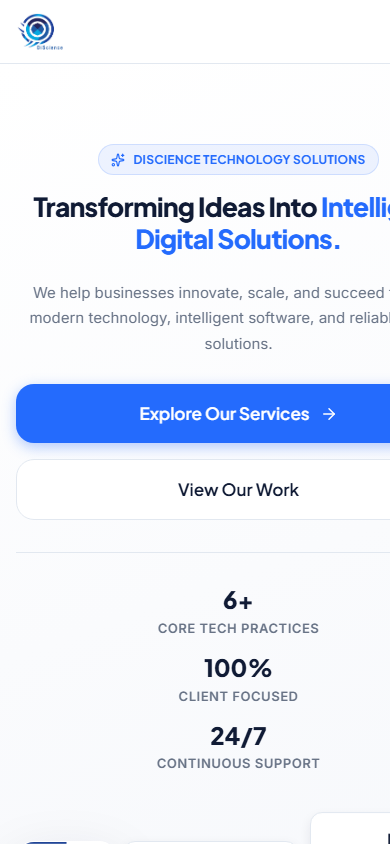 DiScience
DISCIENCE TECHNOLOGY SOLUTIONS
Transforming Ideas Into
Digital Solutions.
We help businesses innovate, scale, and succeed
modern technology, intelligent software, and
solutions.
Explore Our Services
View Our Work
6+
CORE TECH PRACTICES
100%
CLIENT FOCUSED
24/7
CONTINUOUS SUPPORT